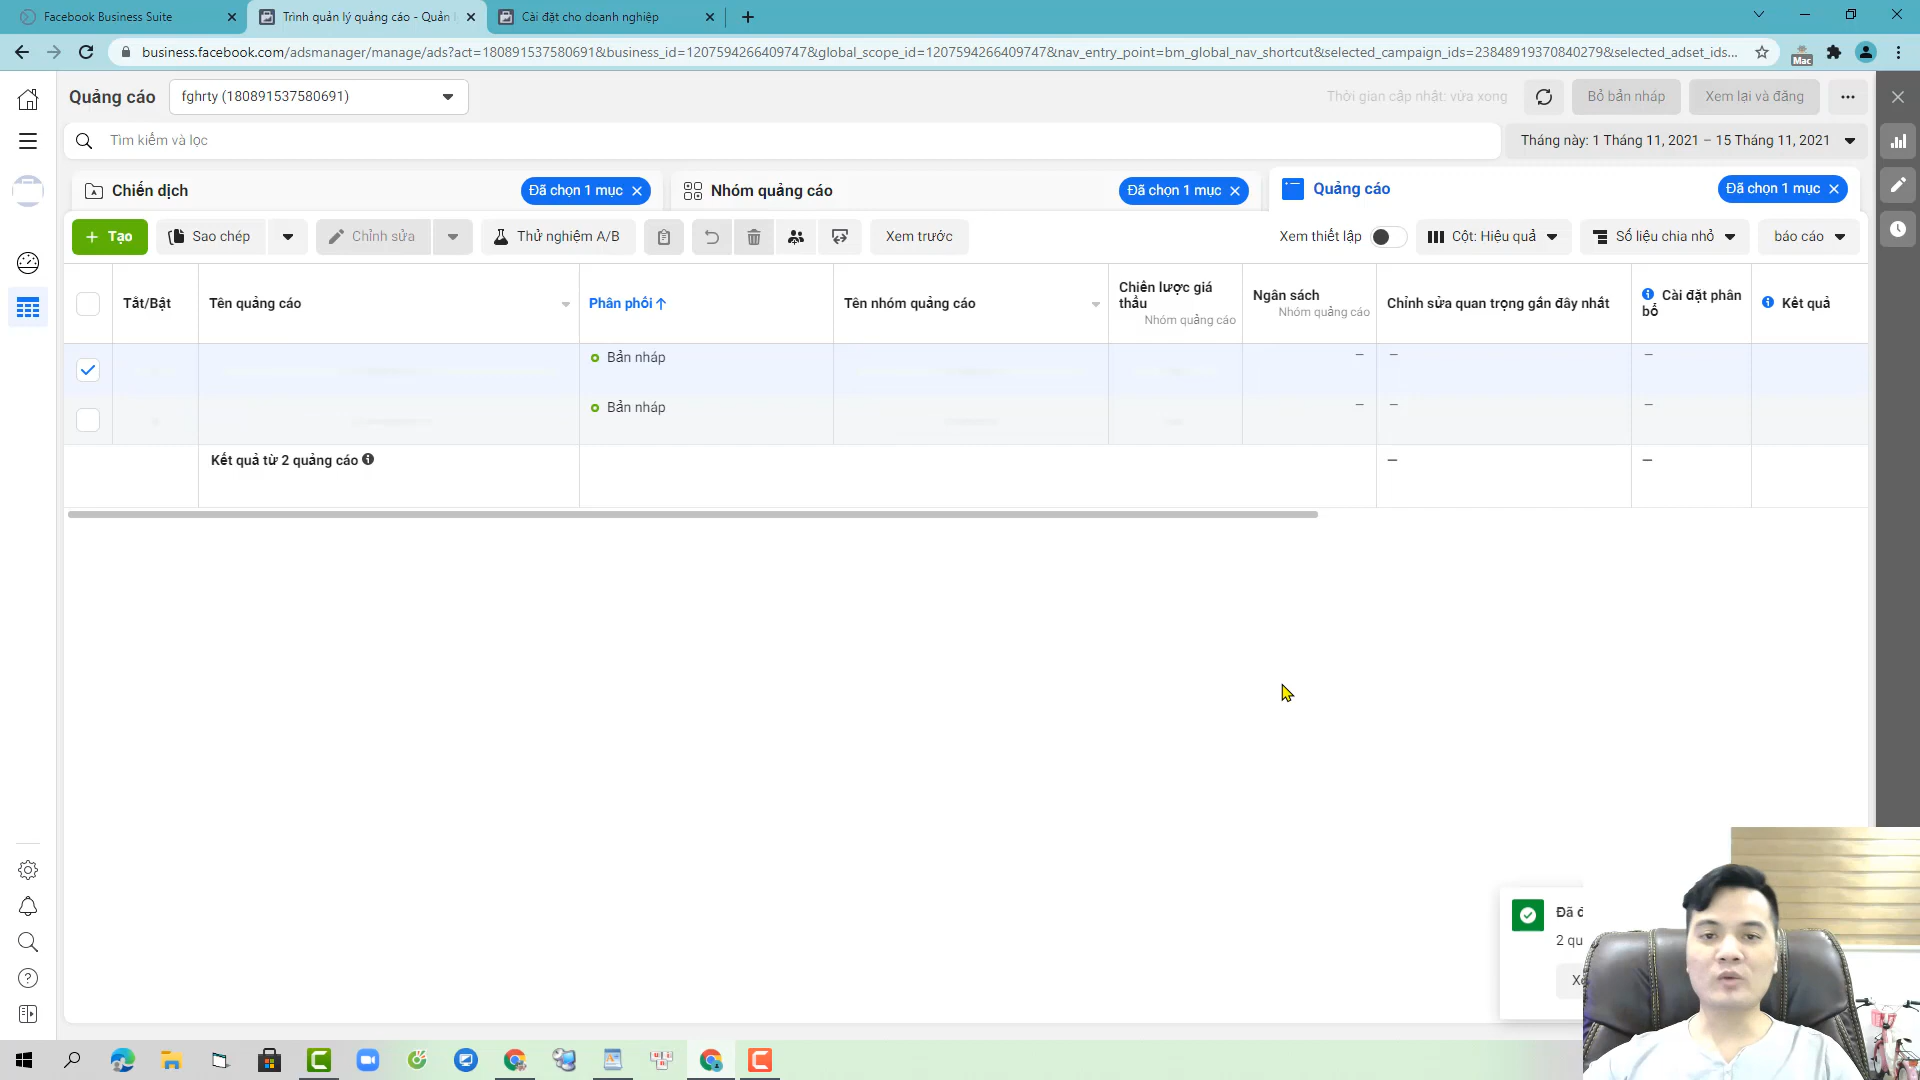 Facebook Business Suite
Trình quản lý quảng cáo - Quản
Cài đặt cho doanh nghiệp
business.facebook.com/adsmanager/manage/ads?act=180891537580691&business_id=1207594266409747&global_scope_id=1207594266409747&nav_entry_point=bm_global_nav_shortcut&selected_campaign_ids=23848919370840279&selected_adset_ids...
Mac
Quảng cáo
fghrty (180891537580691)
Thời gian cập nhật: vừa xong
Bỏ bản nháp
Xem lại và đăng
Tìm kiếm và lọc
Tháng này: 1 Tháng 11, 2021 – 15 Tháng 11, 2021
Chiến dịch
Đã chọn 1 mục
Nhóm quảng cáo
Đã chọn 1 mục
Quảng cáo
Đã chọn 1 mục
+ Tạo
Sao chép
Chỉnh sửa
Thử nghiệm A/B
Xem trước
Xem thiết lập
Cột: Hiệu quả
Số liệu chia nhỏ
báo cáo
Tắt/Bật
Tên quảng cáo
Phân phối ↑
Tên nhóm quảng cáo
Chiến lược giá thầu
Nhóm quảng cáo
Ngân sách
Nhóm quảng cáo
Chỉnh sửa quan trọng gần đây nhất
Cài đặt phân bổ
Kết quả
Bản nháp
– – –
Bản nháp
– – –
Kết quả từ 2 quảng cáo
— —
Đã
2 qu